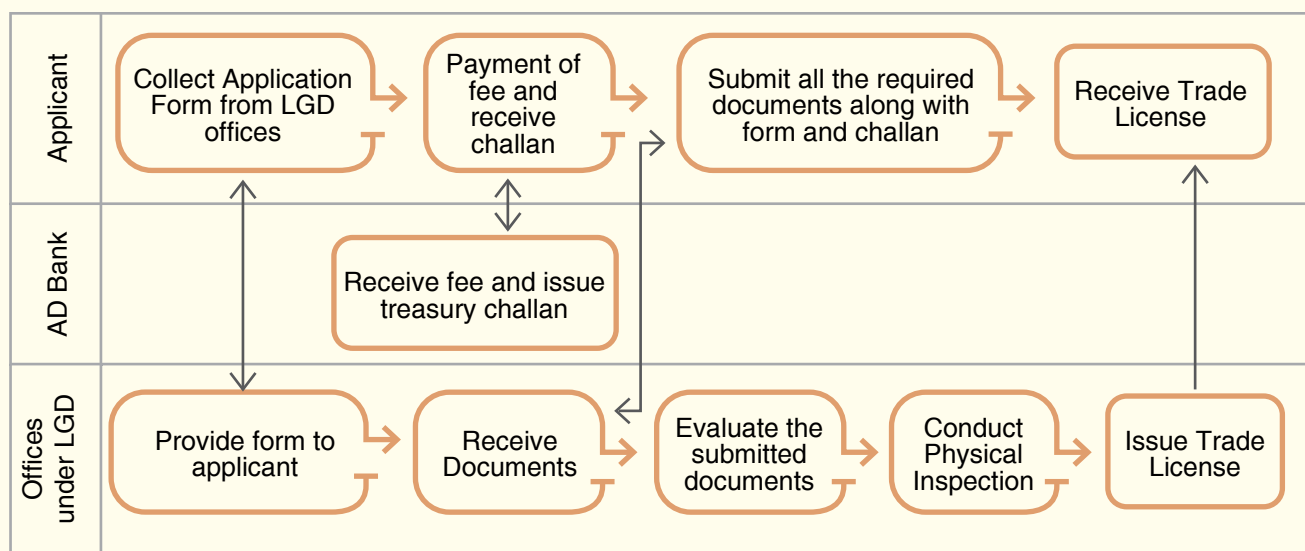 Applicant
Collect Application
Form from LGD
offices
Payment of
fee and
receive
challan
Submit all the required
documents along with
form and challan
Receive Trade
License
AD Bank
Receive fee and issue
treasury challan
Offices
under LGD
Provide form to
applicant
Receive
Documents
Evaluate the
submitted
documents
Conduct
Physical
Inspection
Issue Trade
License